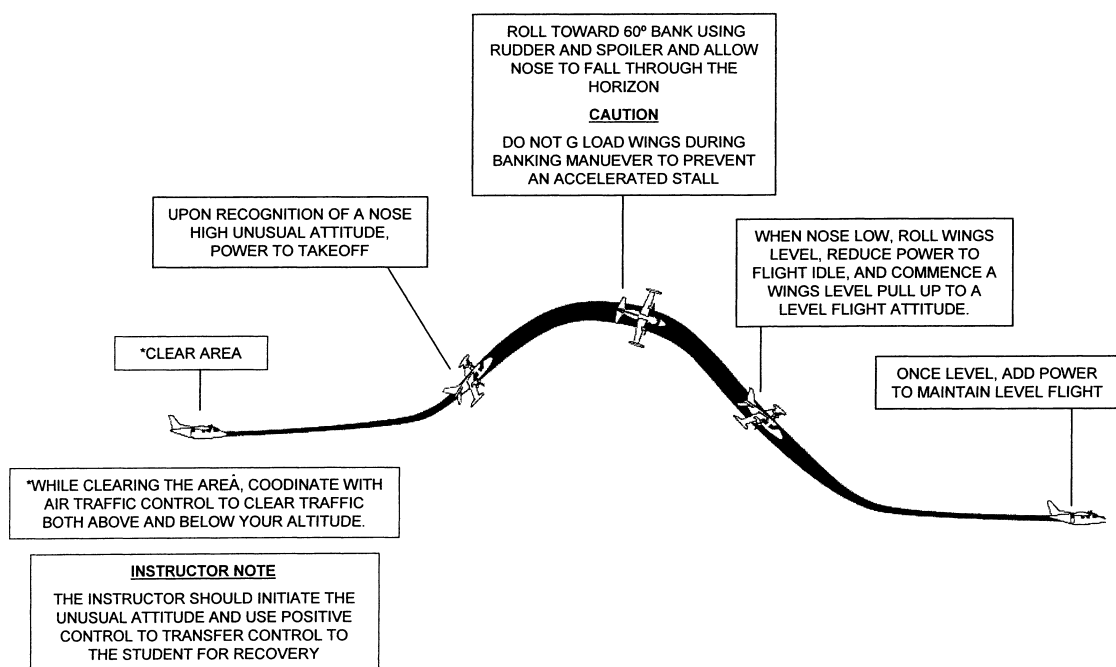 ROLL TOWARD 60º BANK USING
RUDDER AND SPOILER AND ALLOW
NOSE TO FALL THROUGH THE
HORIZON
CAUTION
DO NOT G LOAD WINGS DURING
BANKING MANUEVER TO PREVENT
AN ACCELERATED STALL
UPON RECOGNITION OF A NOSE
HIGH UNUSUAL ATTITUDE,
POWER TO TAKEOFF
WHEN NOSE LOW, ROLL WINGS
LEVEL, REDUCE POWER TO
FLIGHT IDLE, AND COMMENCE A
WINGS LEVEL PULL UP TO A
LEVEL FLIGHT ATTITUDE.
*CLEAR AREA
ONCE LEVEL, ADD POWER
TO MAINTAIN LEVEL FLIGHT
*WHILE CLEARING THE AREA, COODINATE WITH
AIR TRAFFIC CONTROL TO CLEAR TRAFFIC
BOTH ABOVE AND BELOW YOUR ALTITUDE.
INSTRUCTOR NOTE
THE INSTRUCTOR SHOULD INITIATE THE
UNUSUAL ATTITUDE AND USE POSITIVE
CONTROL TO TRANSFER CONTROL TO
THE STUDENT FOR RECOVERY